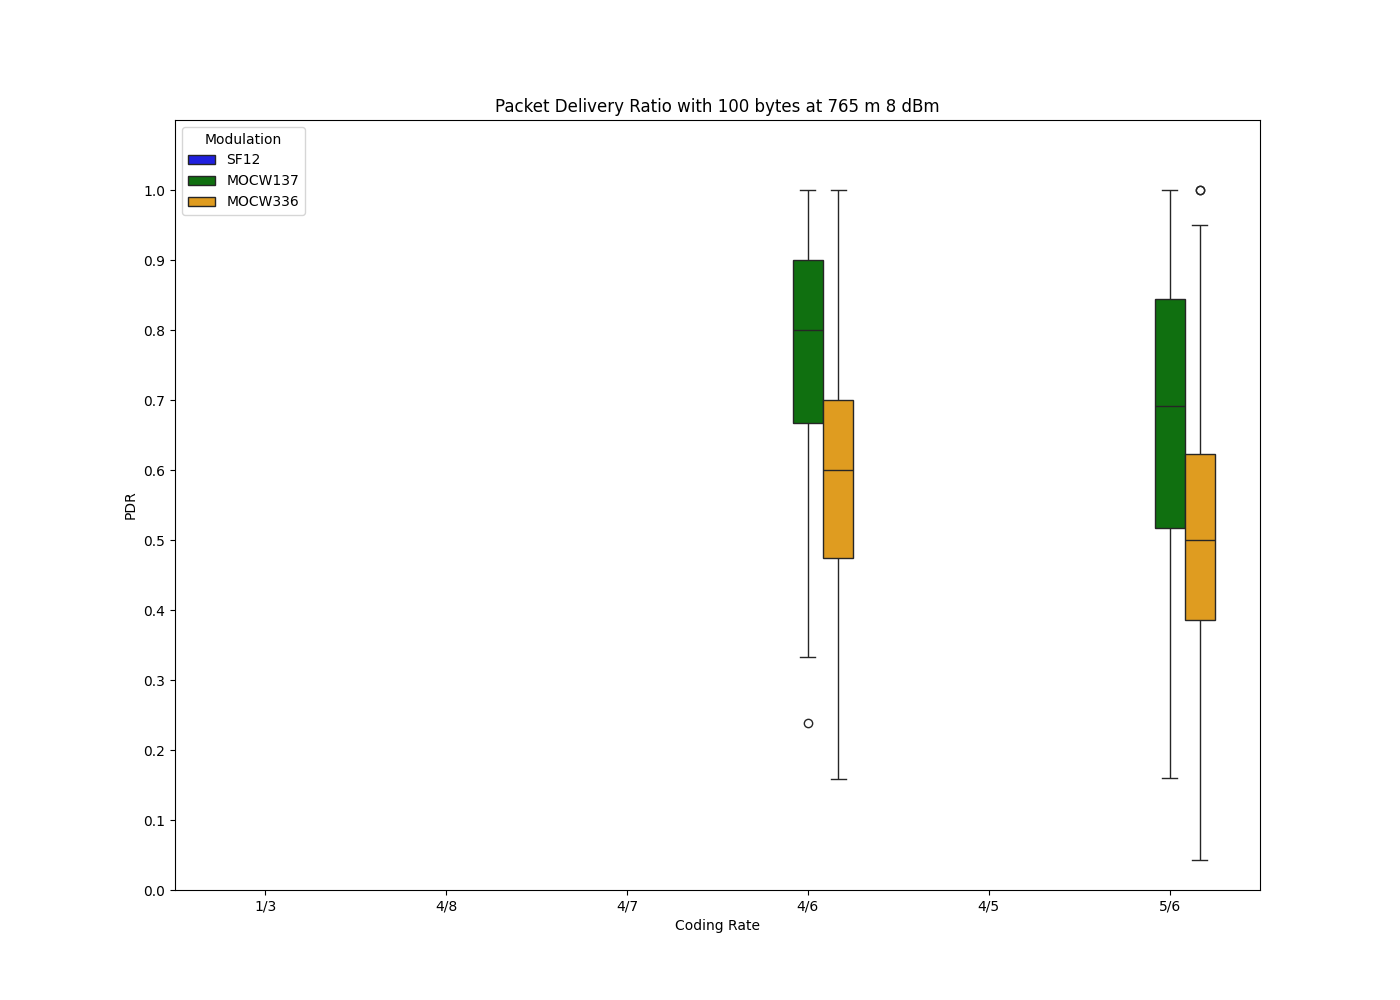 Packet Delivery Ratio with 100 bytes at 765 m 8 dBm
Modulation
SF12
MOCW137
MOCW336
PDR
1.0
0.9
0.8
0.7
0.6
0.5
0.4
0.3
0.2
0.1
0.0
1/3 4/8 4/7 4/6 4/5 5/6
Coding Rate